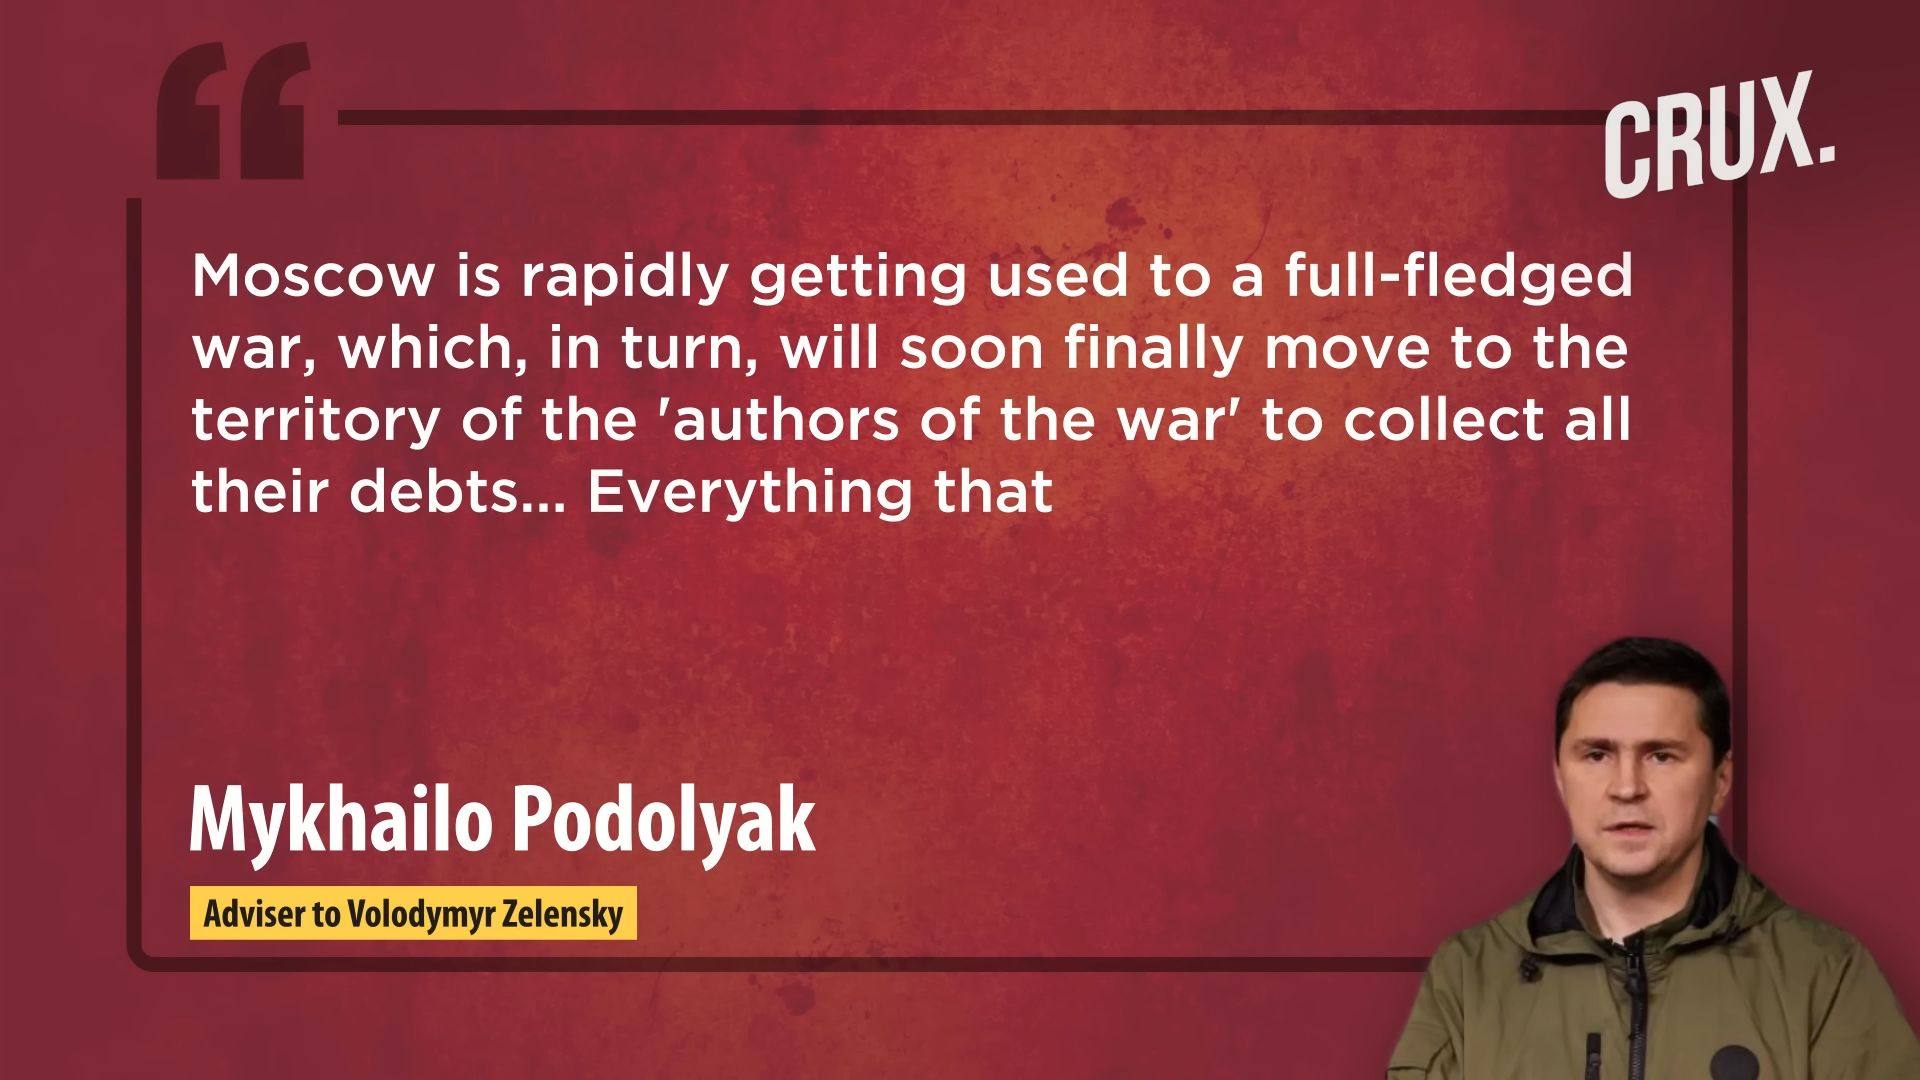 CRUX.
Moscow is rapidly getting used to a full-fledged
war, which, in turn, will soon finally move to the
territory of the 'authors of the war' to collect all
their debts... Everything that
Mykhailo Podolyak
Adviser to Volodymyr Zelensky